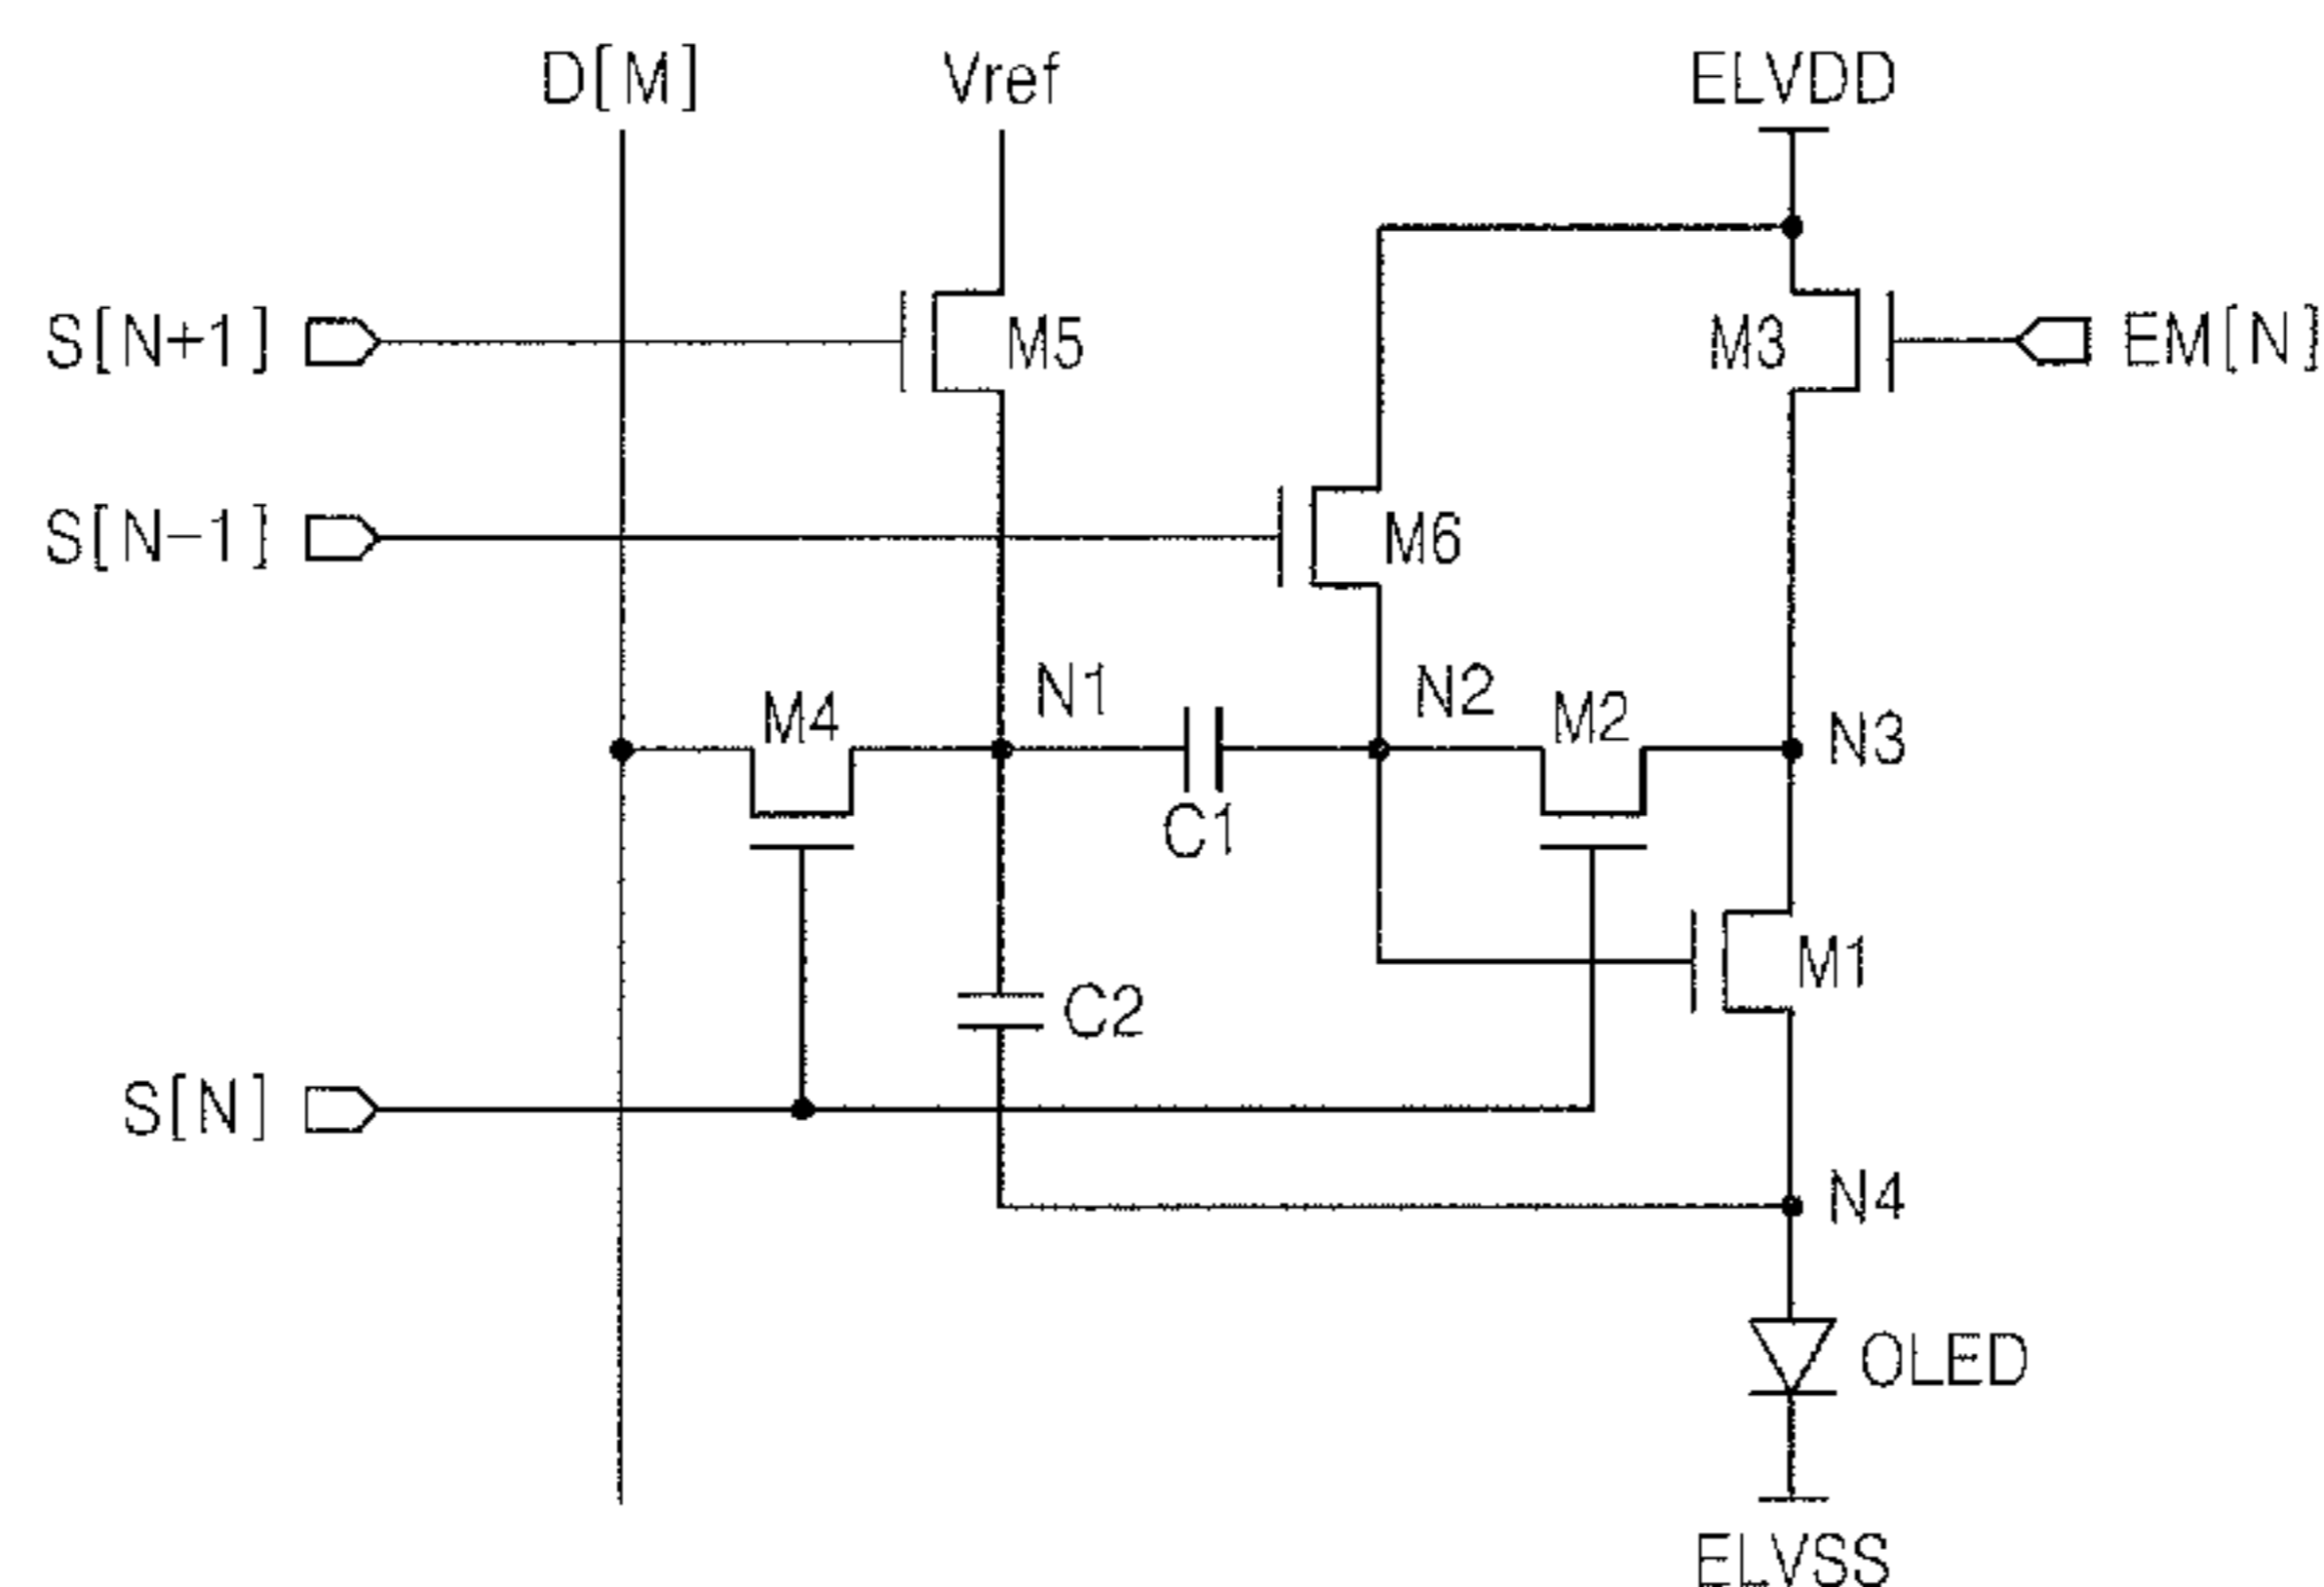 D[M] Vref ELVDD
S[N+1] M5 M3 EM[N]
S[N-1] M6
M4 N1 N2 M2 N3
C1
M1
C2
S[N]
N4
OLED
ELVSS